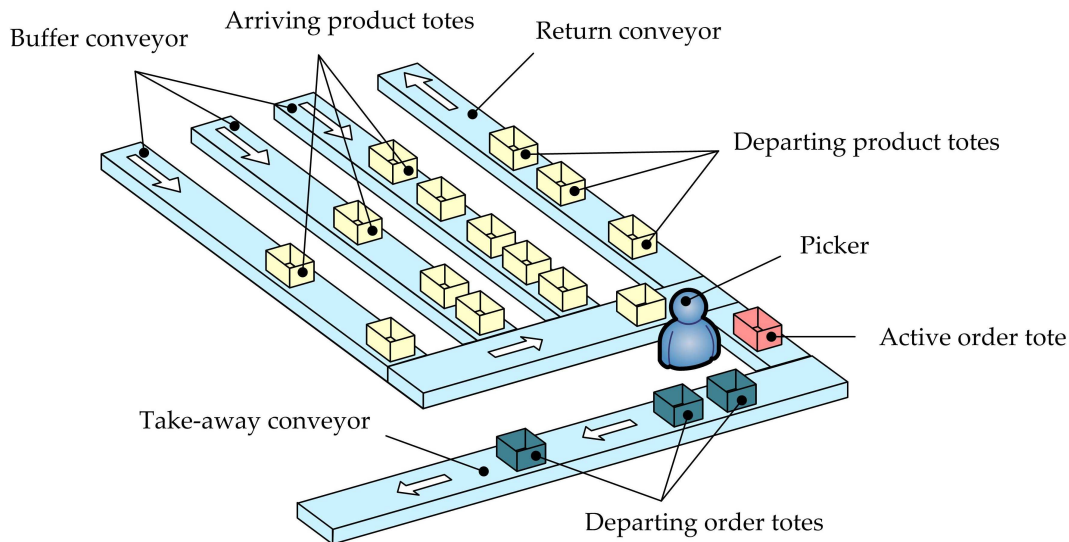 Arriving product totes
Buffer conveyor
Return conveyor
Departing product totes
Picker
Active order tote
Take-away conveyor
Departing order totes